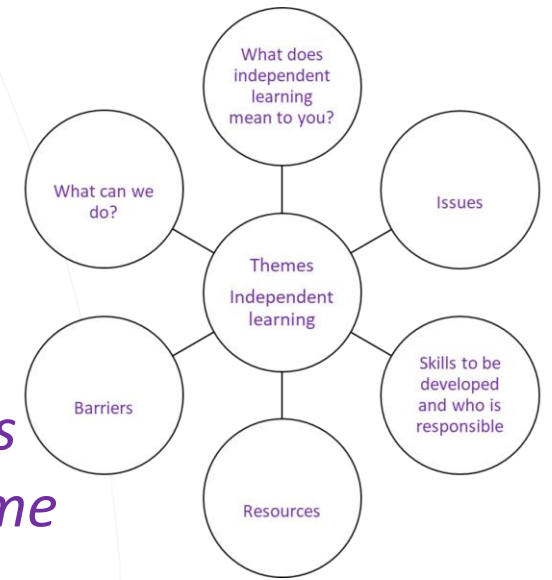 What does
independent
learning
mean to you?
What can we
do?
Issues
Themes
Independent
learning
Barriers
Skills to be
developed
and who is
responsible
Resources